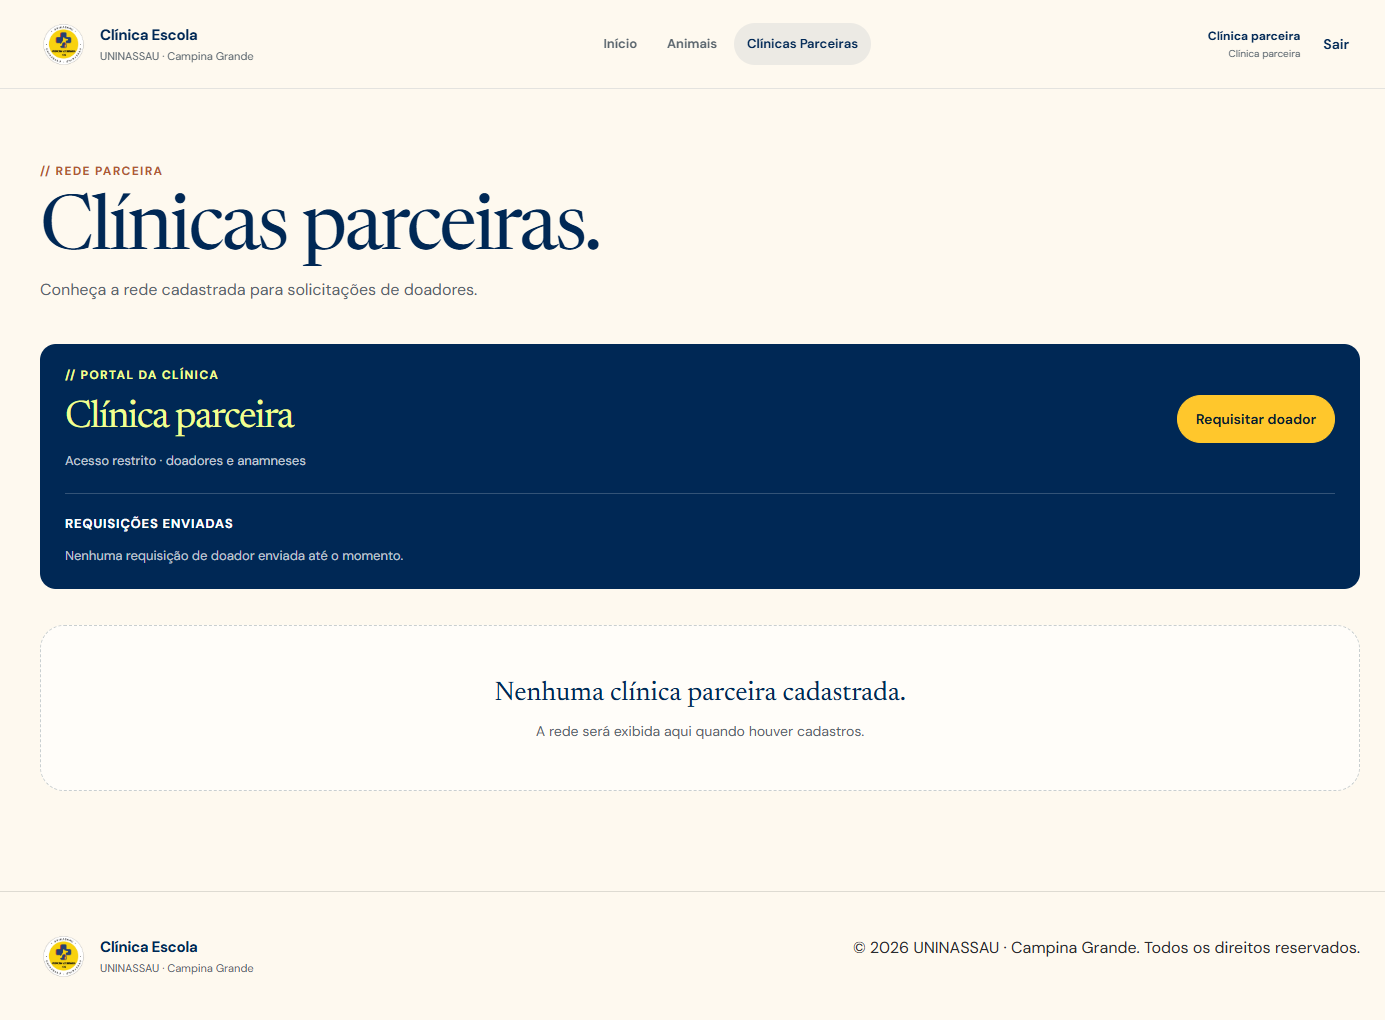 Clínica Escola
UNINASSAU · Campina Grande
Início
Animais
Clínicas Parceiras
Clínica parceira
Clínica parceira
Sair
// REDE PARCEIRA
Clínicas parceiras.
Conheça a rede cadastrada para solicitações de doadores.
// PORTAL DA CLÍNICA
Clínica parceira
Acesso restrito · doadores e anamneses
Requisitar doador
REQUISIÇÕES ENVIADAS
Nenhuma requisição de doador enviada até o momento.
Nenhuma clínica parceira cadastrada.
A rede será exibida aqui quando houver cadastros.
Clínica Escola
UNINASSAU · Campina Grande
© 2026 UNINASSAU · Campina Grande. Todos os direitos reservados.